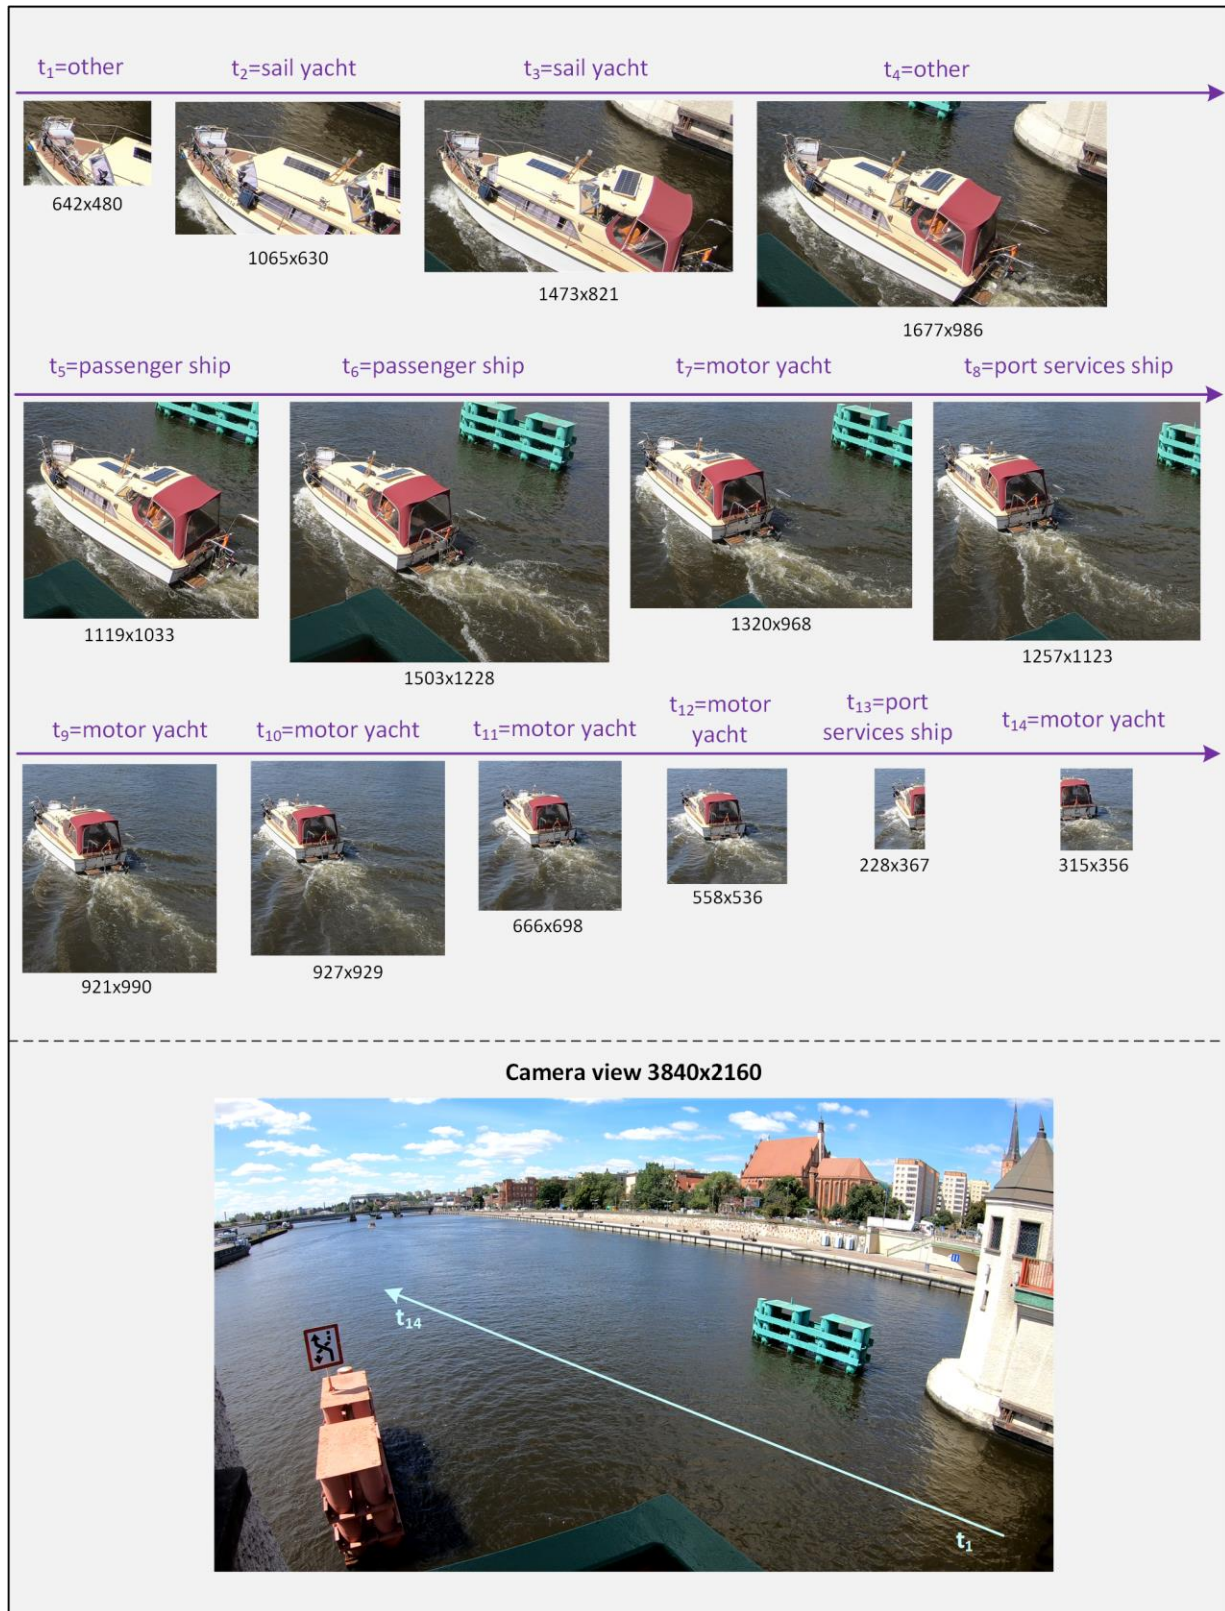 t₁=other
t₂=sail yacht
t₃=sail yacht
t₄=other
642x480
1065x630
1473x821
1677x986
t₅=passenger ship
t₆=passenger ship
t₇=motor yacht
t₈=port services ship
1119x1033
1503x1228
1320x968
1257x1123
t₉=motor yacht
t₁₀=motor yacht
t₁₁=motor yacht
t₁₂=motor
yacht
t₁₃=port
services ship
t₁₄=motor yacht
921x990
927x929
666x698
558x536
228x367
315x356
Camera view 3840x2160
t₁₄
t₁